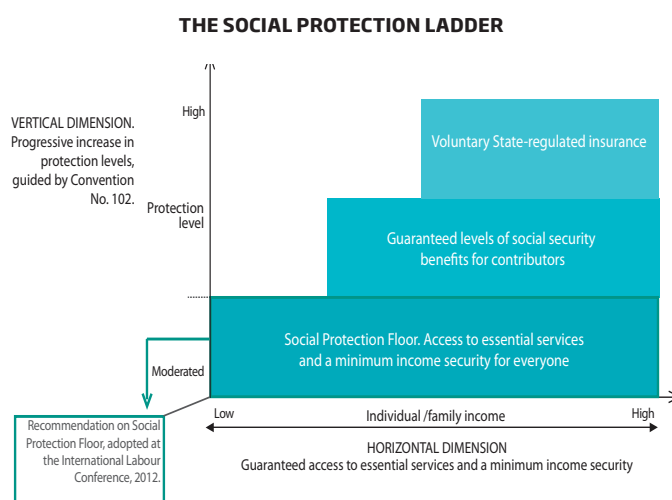 THE SOCIAL PROTECTION LADDER
High
VERTICAL DIMENSION.
Progressive increase in
protection levels,
guided by Convention
No. 102.
Voluntary State-regulated insurance
Protection
level
Guaranteed levels of social security
benefits for contributors
Social Protection Floor. Access to essential services
and a minimum income security for everyone
Moderated
Recommendation on Social
Protection Floor, adopted at
the International Labour
Conference, 2012.
Low
Individual /family income
High
HORIZONTAL DIMENSION
Guaranteed access to essential services and a minimum income security